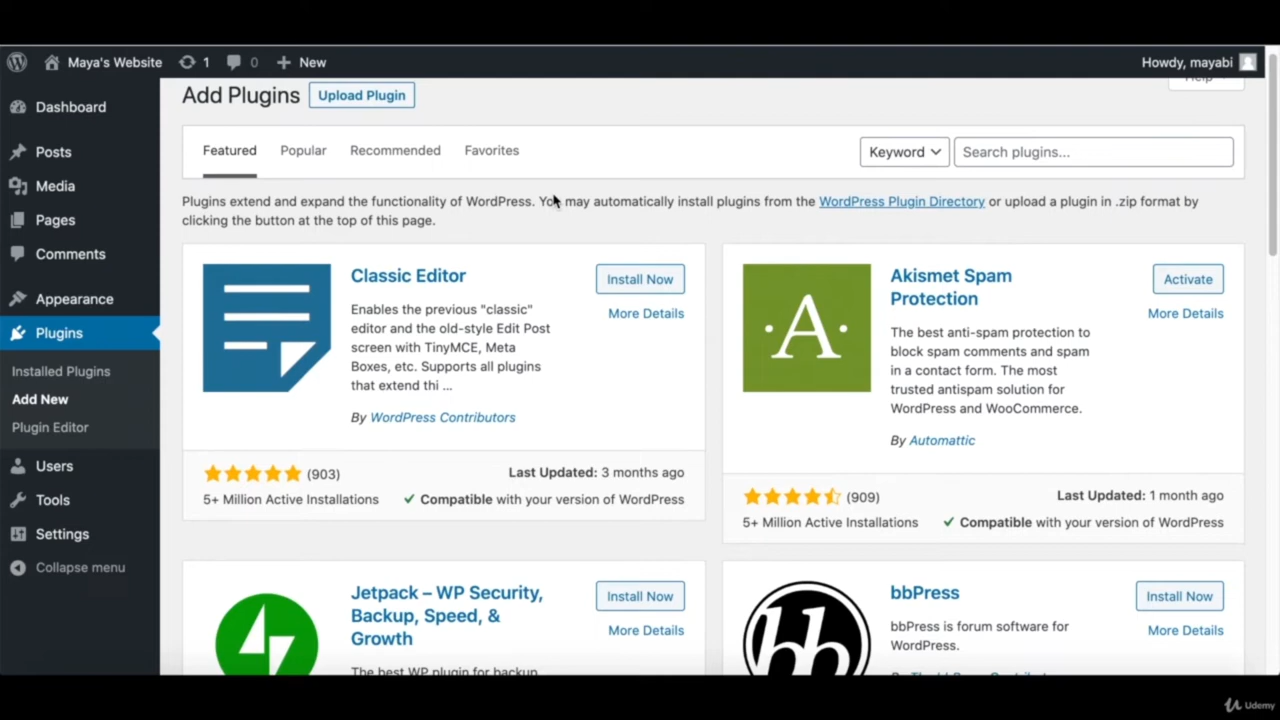 Maya's Website 1 0 New Howdy, mayabi
Dashboard
Posts
Media
Pages
Comments
Appearance
Plugins
Installed Plugins
Add New
Plugin Editor
Users
Tools
Settings
Collapse menu
Help
Add Plugins Upload Plugin
Featured Popular Recommended Favorites Keyword Search plugins...
Plugins extend and expand the functionality of WordPress. You may automatically install plugins from the WordPress Plugin Directory or upload a plugin in .zip format by
clicking the button at the top of this page.
Classic Editor
Install Now
More Details
Enables the previous "classic"
editor and the old-style Edit Post
screen with TinyMCE, Meta
Boxes, etc. Supports all plugins
that extend thi ...
By WordPress Contributors
(903)
Last Updated: 3 months ago
5+ Million Active Installations
Compatible with your version of WordPress
Akismet Spam
Protection
Activate
More Details
The best anti-spam protection to
block spam comments and spam
in a contact form. The most
trusted antispam solution for
WordPress and WooCommerce.
By Automattic
·A·
(909)
Last Updated: 1 month ago
5+ Million Active Installations
Compatible with your version of WordPress
Jetpack – WP Security,
Backup, Speed, &
Growth
Install Now
More Details
The best WP plugin for backup
bbPress
Install Now
More Details
bbPress is forum software for
WordPress.
bb
Udemy